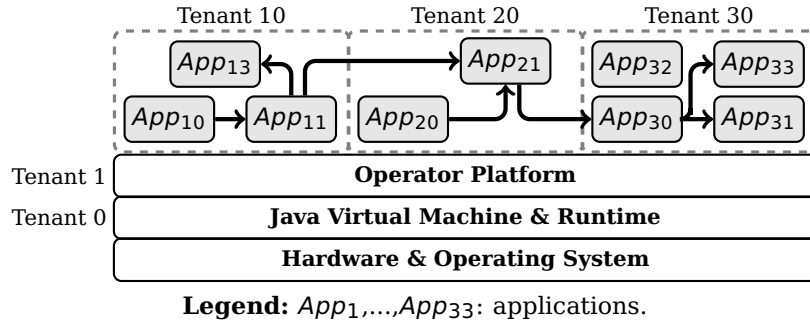 Tenant 10 Tenant 20 Tenant 30
App13 App21 App32 App33
App10 App11 App20 App30 App31
Tenant 1 Operator Platform
Tenant 0 Java Virtual Machine & Runtime
Hardware & Operating System
Legend: App1,...,App33: applications.